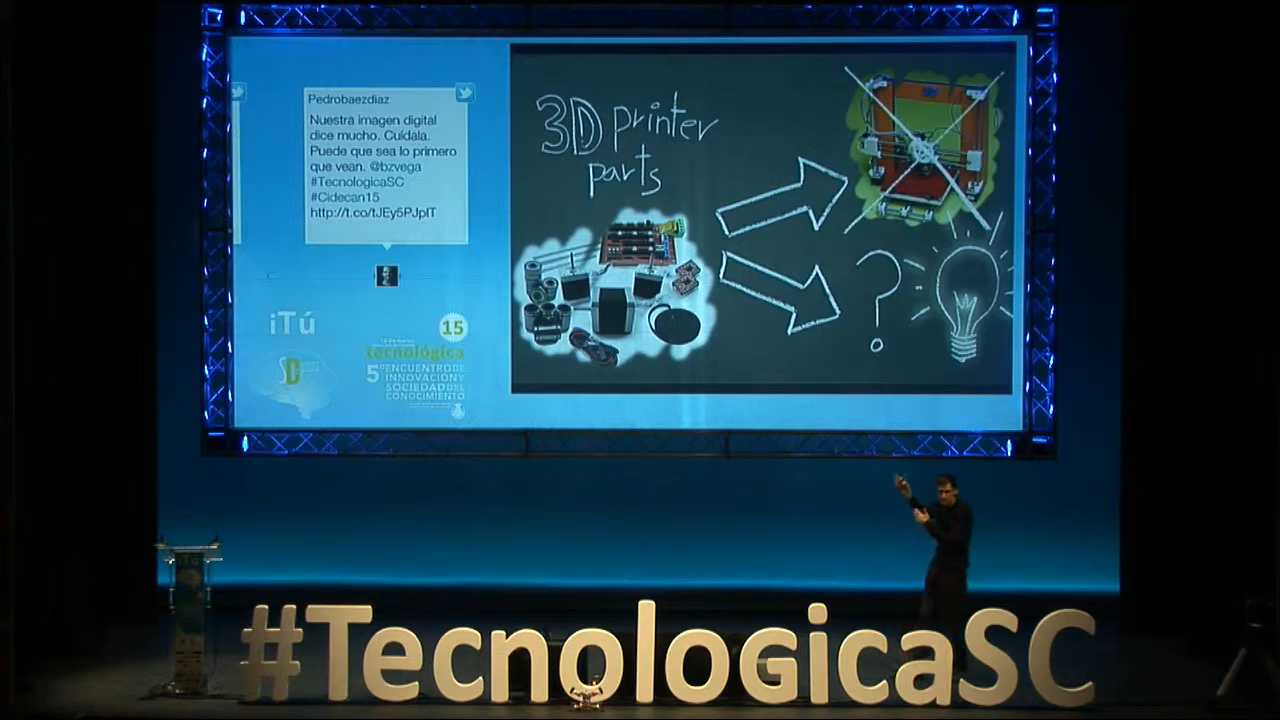 Pedrobaezdiaz
Nuestra imagen digital
dice mucho. Cuídala.
Puede que sea lo primero
que vean. @bzvega
#TecnologicaSC
#Cidecan15
http://t.co/tJEy5PJpIT
3D printer
parts
?
iTú
15
tecnológica
5º ENCUENTRO DE
INNOVACIÓN Y
SOCIEDAD DEL
CONOCIMIENTO
SD
#TecnologicaSC